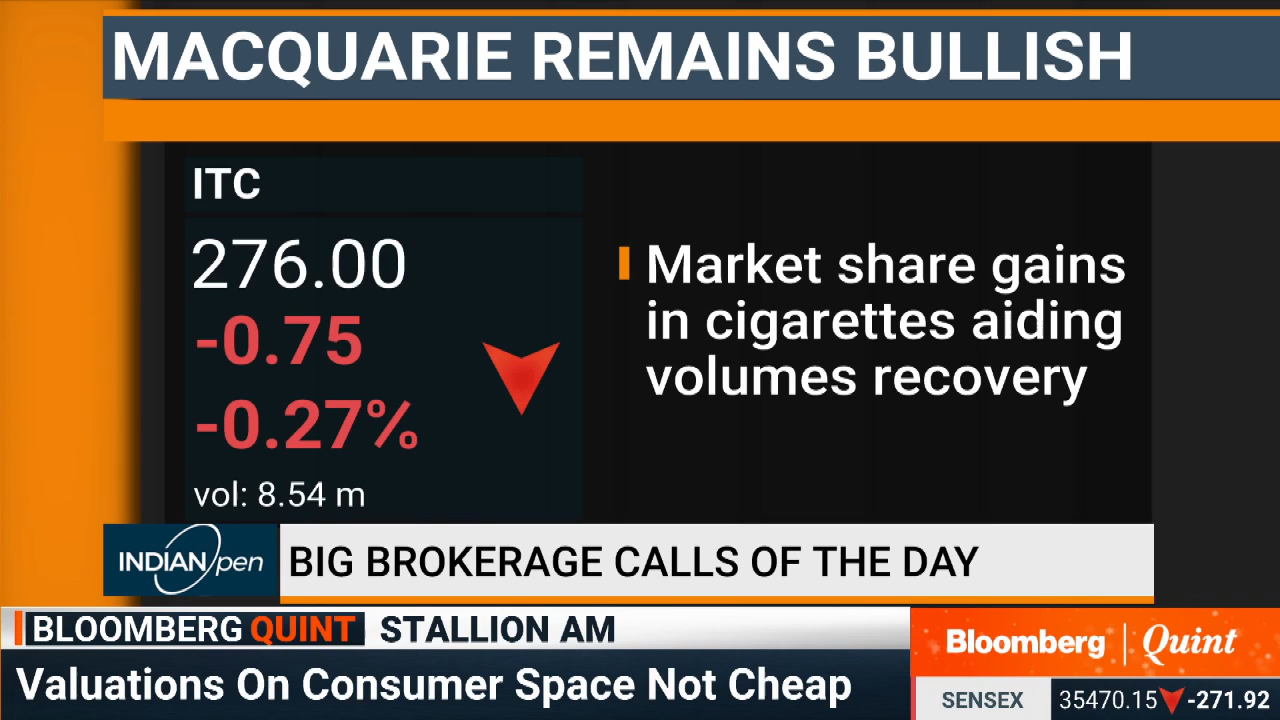 MACQUARIE REMAINS BULLISH
ITC
276.00
-0.75
-0.27%
vol: 8.54 m
Market share gains
in cigarettes aiding
volumes recovery
INDIAN Open
BIG BROKERAGE CALLS OF THE DAY
BLOOMBERG QUINT STALLION AM
Valuations On Consumer Space Not Cheap
Bloomberg | Quint
SENSEX 35470.15 -271.92